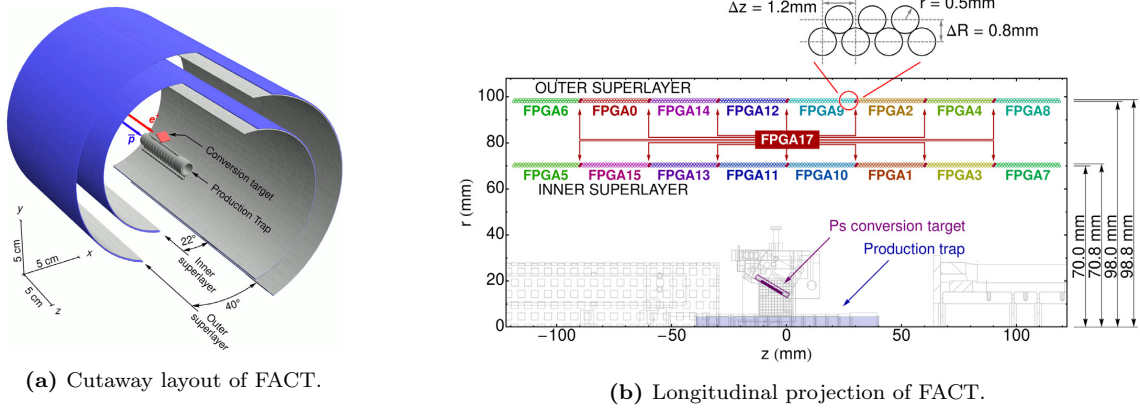 e
p̅
Conversion target
Production Trap
y
5 cm
5 cm
x
5 cm
z
22°
Inner superlayer
40°
Outer superlayer
(a) Cutaway layout of FACT.
Δz = 1.2mm
r = 0.5mm
ΔR = 0.8mm
OUTER SUPERLAYER
FPGA6 FPGA0 FPGA14 FPGA12 FPGA9 FPGA2 FPGA4 FPGA8
FPGA17
FPGA5 FPGA15 FPGA13 FPGA11 FPGA10 FPGA1 FPGA3 FPGA7
INNER SUPERLAYER
Ps conversion target
Production trap
r (mm)
100
80
60
40
20
0
−100 −50 0 50 100
z (mm)
70.0 mm
70.8 mm
98.0 mm
98.8 mm
(b) Longitudinal projection of FACT.